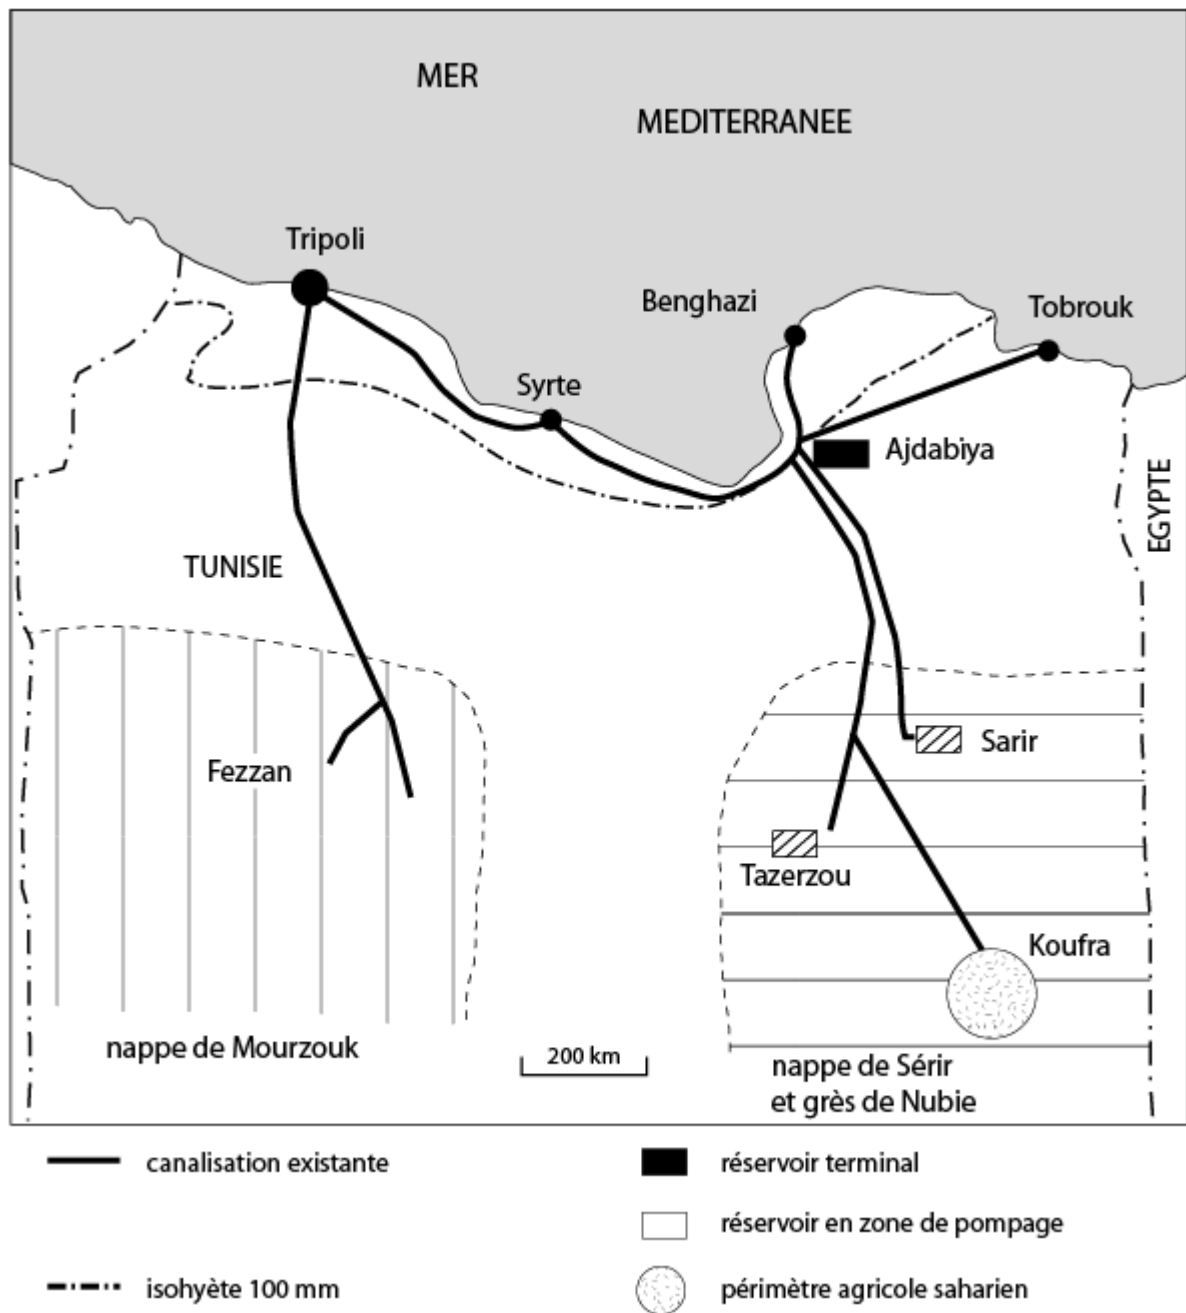 MER
MEDITERRANEE
Tripoli
Benghazi
Tobrouk
Syrte
Ajdabiya
EGYPTE
TUNISIE
Sarir
Fezzan
Tazerzou
Koufra
nappe de Mourzouk
200 km
nappe de Sérir
et grès de Nubie
canalisation existante
réservoir terminal
réservoir en zone de pompage
isohyète 100 mm
périmètre agricole saharien